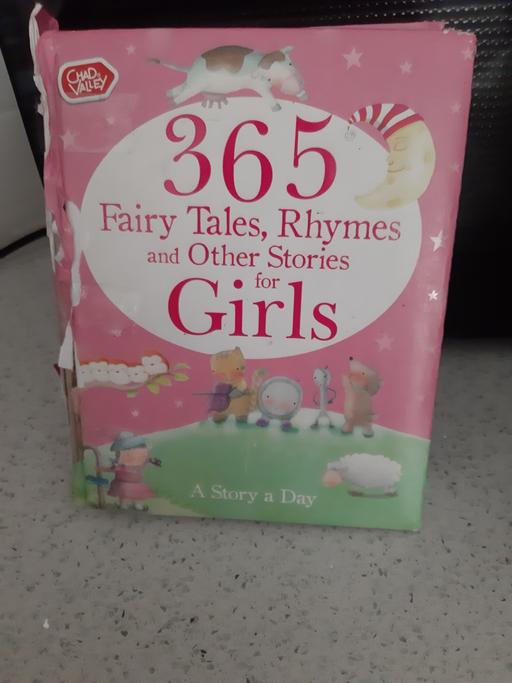 CHAD VALLEY
365
Fairy Tales, Rhymes
and Other Stories
for
Girls
A Story a Day